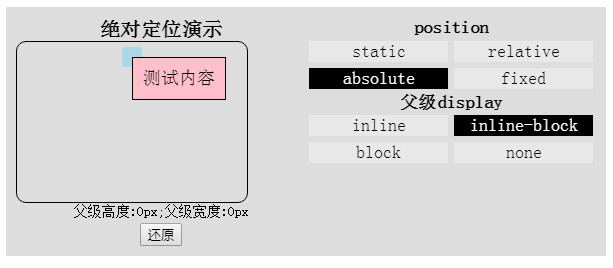 绝对定位演示
测试内容
父级高度:0px;父级宽度:0px
还原
position
static relative
absolute fixed
父级display
inline inline-block
block none